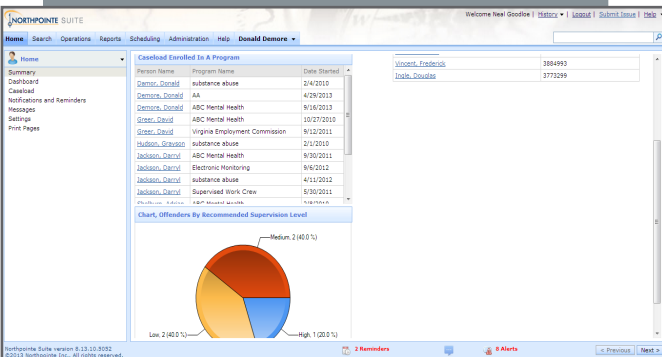 NORTHPOINTE SUITE
Welcome Neal Goodloe | History | Logout | Submit Issue | Help
Home Search Operations Reports Scheduling Administration Help Donald Demore
Home
Summary
Dashboard
Caseload
Notifications and Reminders
Messages
Settings
Print Pages
Caseload Enrolled In A Program
Person Name Program Name Date Started
Damor, Donald substance abuse 2/4/2010
Demore, Donald AA 4/29/2013
Demore, Donald ABC Mental Health 9/16/2013
Greer, David ABC Mental Health 10/27/2010
Greer, David Virginia Employment Commission 9/12/2011
Hudson, Grayson substance abuse 2/1/2010
Jackson, Darryl ABC Mental Health 9/30/2011
Jackson, Darryl Electronic Monitoring 9/6/2012
Jackson, Darryl substance abuse 4/11/2012
Jackson, Darryl Supervised Work Crew 5/30/2011
ABC Mental Health 2/8/2010
Vincent, Frederick 3884993
Ingle, Douglas 3773299
Chart, Offenders By Recommended Supervision Level
Medium, 2 (40.0 %)
Low, 2 (40.0 %)
High, 1 (20.0 %)
Northpointe Suite version 8.13.10.5052
©2013 Northpointe Inc.. All rights reserved.
2 Reminders
8 Alerts
< Previous Next >